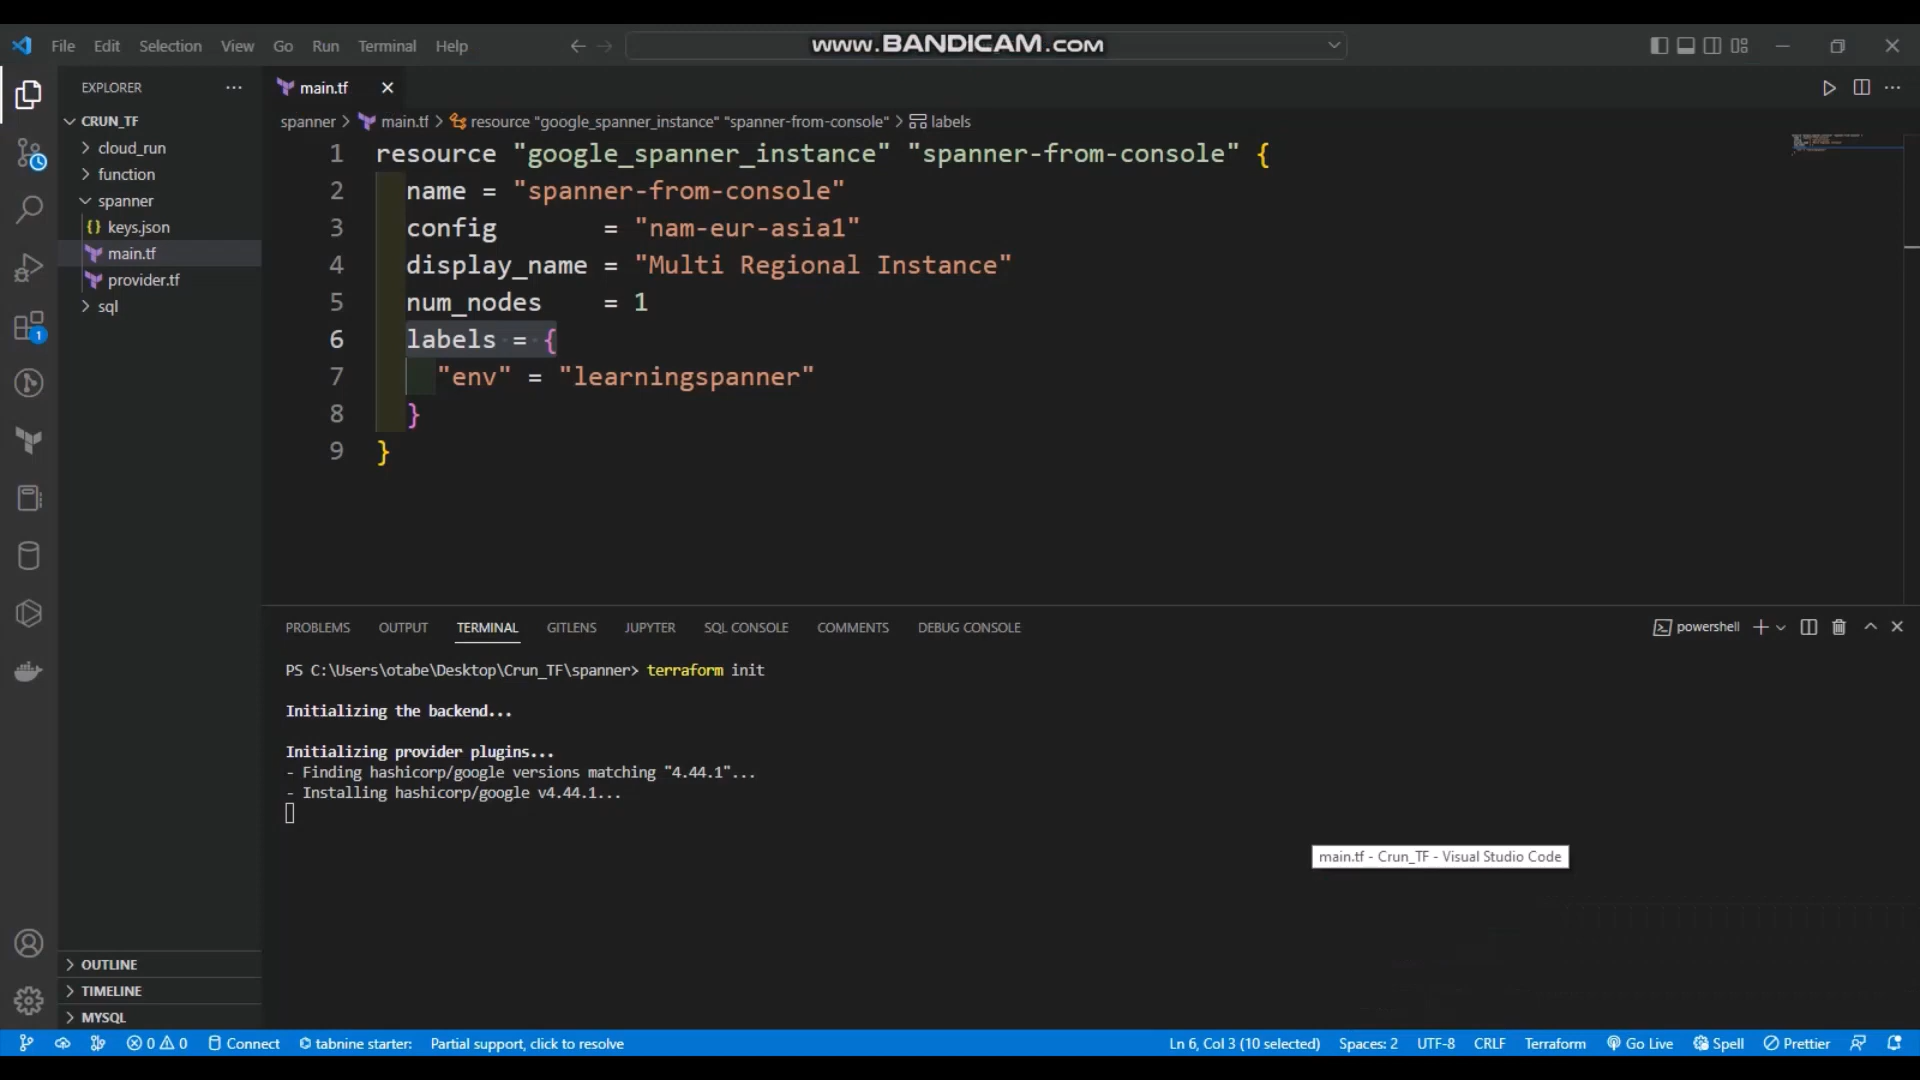 File Edit Selection View Go Run Terminal Help
www.BANDICAM.com
EXPLORER
main.tf
CRUN_TF
cloud_run
function
spanner
keys.json
main.tf
provider.tf
sql
spanner > main.tf > resource "google_spanner_instance" "spanner-from-console" > labels
1 resource "google_spanner_instance" "spanner-from-console" {
2 name = "spanner-from-console"
3 config = "nam-eur-asia1"
4 display_name = "Multi Regional Instance"
5 num_nodes = 1
6 labels = {
7 "env" = "learningspanner"
8 }
9 }
PROBLEMS OUTPUT TERMINAL GITLENS JUPYTER SQL CONSOLE COMMENTS DEBUG CONSOLE
powershell
PS C:\Users\otabe\Desktop\Crun_TF\spanner> terraform init
Initializing the backend...
Initializing provider plugins...
- Finding hashicorp/google versions matching "4.44.1"...
- Installing hashicorp/google v4.44.1...
main.tf - Crun_TF - Visual Studio Code
1
OUTLINE
TIMELINE
MYSQL
0 0 Connect tabnine starter: Partial support, click to resolve
Ln 6, Col 3 (10 selected) Spaces: 2 UTF-8 CRLF Terraform Go Live Spell Prettier